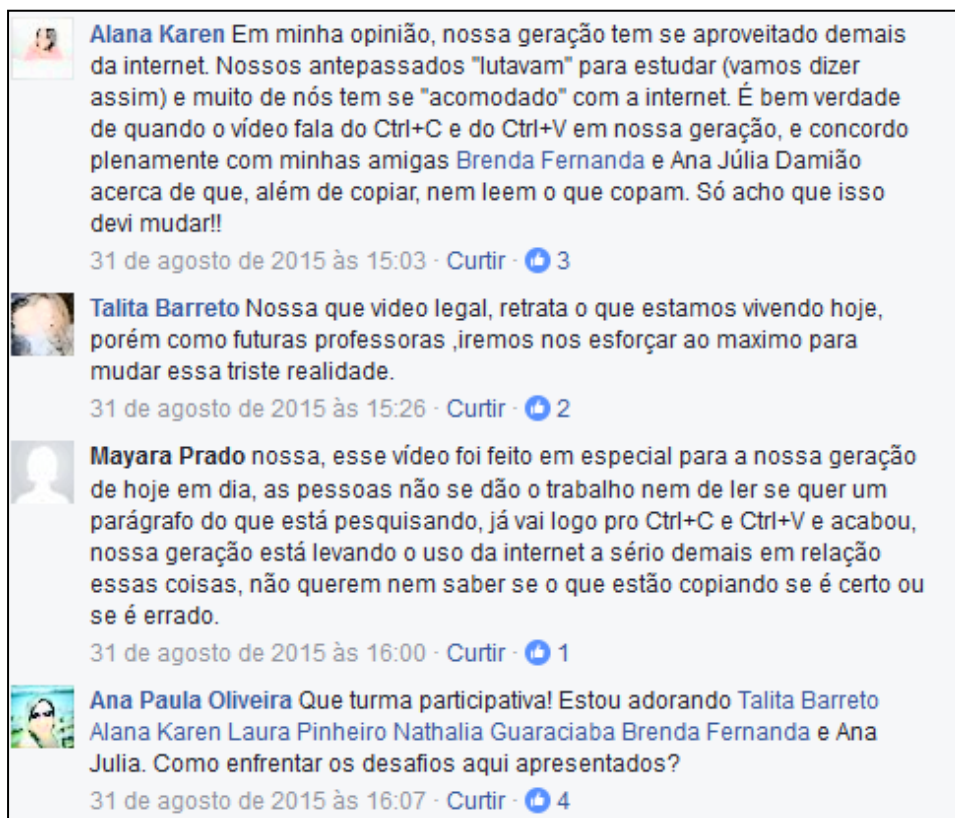 Alana Karen Em minha opinião, nossa geração tem se aproveitado demais
da internet. Nossos antepassados "lutavam" para estudar (vamos dizer
assim) e muito de nós tem se "acomodado" com a internet. É bem verdade
de quando o vídeo fala do Ctrl+C e do Ctrl+V em nossa geração, e concordo
plenamente com minhas amigas Brenda Fernanda e Ana Júlia Damião
acerca de que, além de copiar, nem leem o que copam. Só acho que isso
devi mudar!!
31 de agosto de 2015 às 15:03 · Curtir · 3
Talita Barreto Nossa que video legal, retrata o que estamos vivendo hoje,
porém como futuras professoras ,iremos nos esforçar ao maximo para
mudar essa triste realidade.
31 de agosto de 2015 às 15:26 · Curtir · 2
Mayara Prado nossa, esse vídeo foi feito em especial para a nossa geração
de hoje em dia, as pessoas não se dão o trabalho nem de ler se quer um
parágrafo do que está pesquisando, já vai logo pro Ctrl+C e Ctrl+V e acabou,
nossa geração está levando o uso da internet a sério demais em relação
essas coisas, não querem nem saber se o que estão copiando se é certo ou
se é errado.
31 de agosto de 2015 às 16:00 · Curtir · 1
Ana Paula Oliveira Que turma participativa! Estou adorando Talita Barreto
Alana Karen Laura Pinheiro Nathalia Guaraciaba Brenda Fernanda e Ana
Julia. Como enfrentar os desafios aqui apresentados?
31 de agosto de 2015 às 16:07 · Curtir · 4